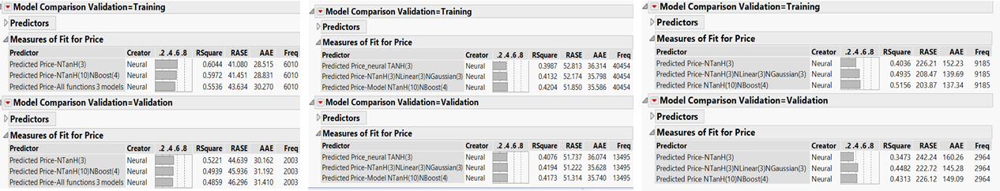 Model Comparison Validation=Training
Predictors
Measures of Fit for Price
Predictor Creator .2 .4 .6 .8 RSquare RASE AAE Freq
Predicted Price-NTanH(3) Neural 0.6044 41.080 28.515 6010
Predicted Price-NTanH(10)NBoost(4) Neural 0.5972 41.451 28.831 6010
Predicted Price-All functions 3 models Neural 0.5536 43.634 30.270 6010
Model Comparison Validation=Validation
Predictors
Measures of Fit for Price
Predictor Creator .2 .4 .6 .8 RSquare RASE AAE Freq
Predicted Price-NTanH(3) Neural 0.5221 44.639 30.162 2003
Predicted Price-NTanH(10)NBoost(4) Neural 0.4939 45.936 31.192 2003
Predicted Price-All functions 3 models Neural 0.4859 46.296 31.410 2003
Model Comparison Validation=Training
Predictors
Measures of Fit for Price
Predictor Creator .2 .4 .6 .8 RSquare RASE AAE Freq
Predicted Price_neural TANH(3) Neural 0.3987 52.813 36.314 40454
Predicted Price-NTanH(3)NLinear(3)NGaussian(3) Neural 0.4132 52.174 35.798 40454
Predicted Price-Model NTanH(10)NBoost(4) Neural 0.4204 51.850 35.586 40454
Model Comparison Validation=Validation
Predictors
Measures of Fit for Price
Predictor Creator .2 .4 .6 .8 RSquare RASE AAE Freq
Predicted Price_neural TANH(3) Neural 0.4076 51.737 36.074 13495
Predicted Price-NTanH(3)NLinear(3)NGaussian(3) Neural 0.4194 51.222 35.628 13495
Predicted Price-Model NTanH(10)NBoost(4) Neural 0.4173 51.314 35.740 13495
Model Comparison Validation=Training
Predictors
Measures of Fit for Price
Predictor Creator .2 .4 .6 .8 RSquare RASE AAE Freq
Predicted Price-NTanH(3) Neural 0.4036 226.21 152.23 9185
Predicted Price-NTanH(3)NLinear(3)NGaussian(3) Neural 0.4935 208.47 139.69 9185
Predicted Price NTanH(10)NBoost(4) Neural 0.5156 203.87 137.34 9185
Model Comparison Validation=Validation
Predictors
Measures of Fit for Price
Predictor Creator .2 .4 .6 .8 RSquare RASE AAE Freq
Predicted Price-NTanH(3) Neural 0.3473 242.24 160.26 2964
Predicted Price-NTanH(3)NLinear(3)NGaussian(3) Neural 0.4482 222.72 145.28 2964
Predicted Price NTanH(10)NBoost(4) Neural 0.4313 226.12 149.09 2964